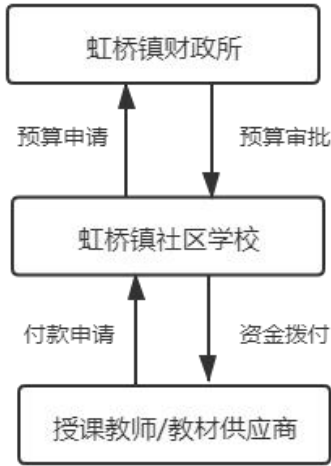 虹桥镇财政所
预算申请
预算审批
虹桥镇社区学校
付款申请
资金拨付
授课教师/教材供应商